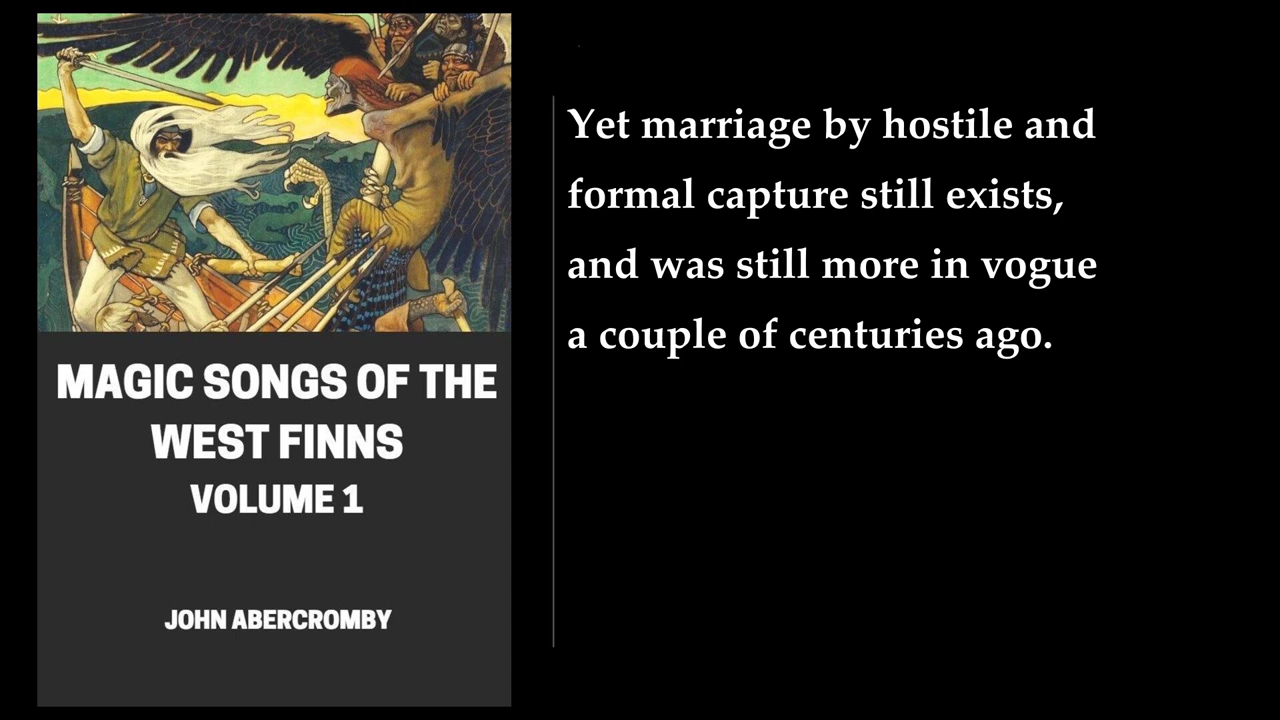 MAGIC SONGS OF THE
WEST FINNS
VOLUME 1
JOHN ABERCROMBY
Yet marriage by hostile and
formal capture still exists,
and was still more in vogue
a couple of centuries ago.